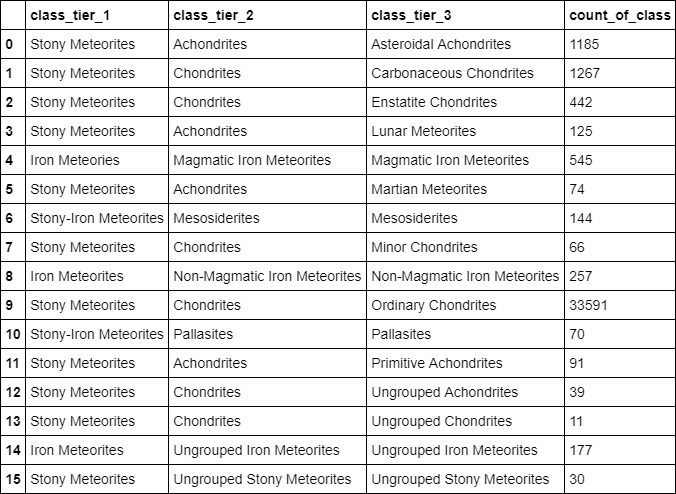 class_tier_1 class_tier_2 class_tier_3 count_of_class
0 Stony Meteorites Achondrites Asteroidal Achondrites 1185
1 Stony Meteorites Chondrites Carbonaceous Chondrites 1267
2 Stony Meteorites Chondrites Enstatite Chondrites 442
3 Stony Meteorites Achondrites Lunar Meteorites 125
4 Iron Meteories Magmatic Iron Meteorites Magmatic Iron Meteorites 545
5 Stony Meteorites Achondrites Martian Meteorites 74
6 Stony-Iron Meteorites Mesosiderites Mesosiderites 144
7 Stony Meteorites Chondrites Minor Chondrites 66
8 Iron Meteorites Non-Magmatic Iron Meteorites Non-Magmatic Iron Meteorites 257
9 Stony Meteorites Chondrites Ordinary Chondrites 33591
10 Stony-Iron Meteorites Pallasites Pallasites 70
11 Stony Meteorites Achondrites Primitive Achondrites 91
12 Stony Meteorites Chondrites Ungrouped Achondrites 39
13 Stony Meteorites Chondrites Ungrouped Chondrites 11
14 Iron Meteorites Ungrouped Iron Meteorites Ungrouped Iron Meteorites 177
15 Stony Meteorites Ungrouped Stony Meteorites Ungrouped Stony Meteorites 30